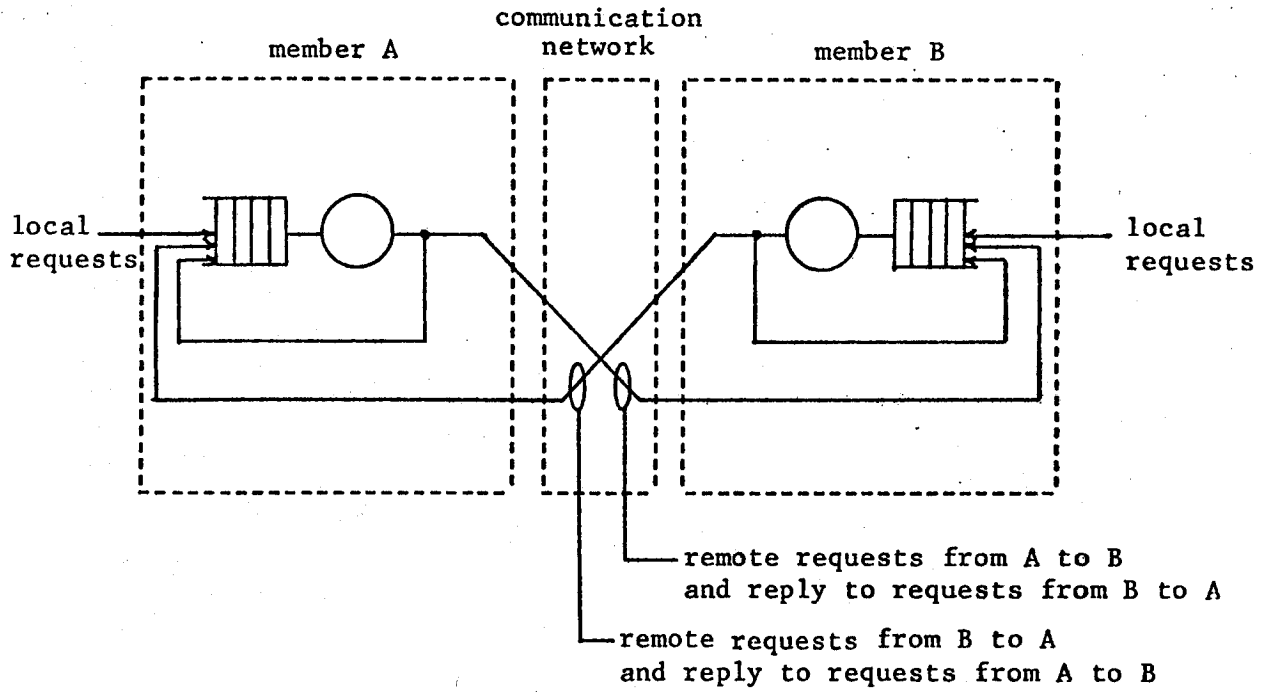 communication
network
member A
member B
local
requests
local
requests
remote requests from A to B
and reply to requests from B to A
remote requests from B to A
and reply to requests from A to B